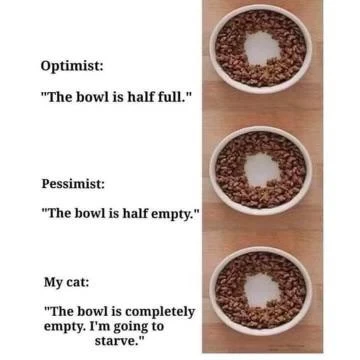 Optimist:
"The bowl is half full."
Pessimist:
"The bowl is half empty."
My cat:
"The bowl is completely
empty. I'm going to
starve."